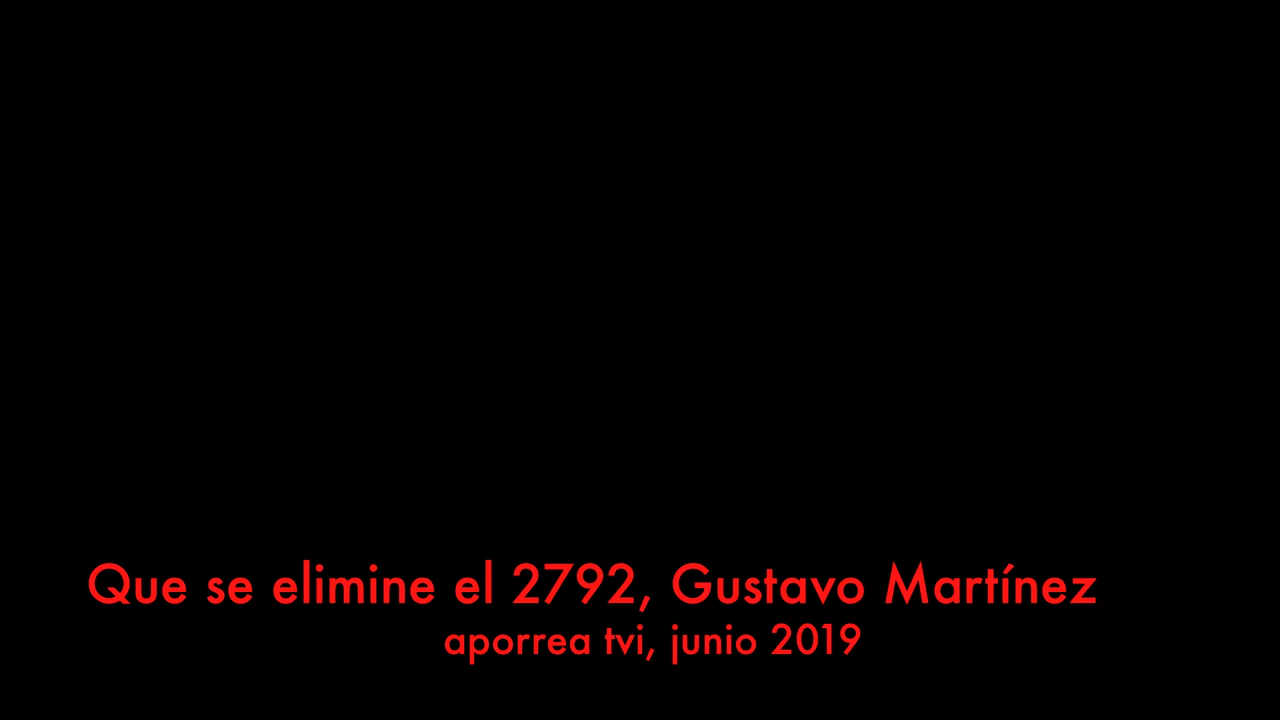 Que se elimine el 2792, Gustavo Martínez
aporrea tvi, junio 2019